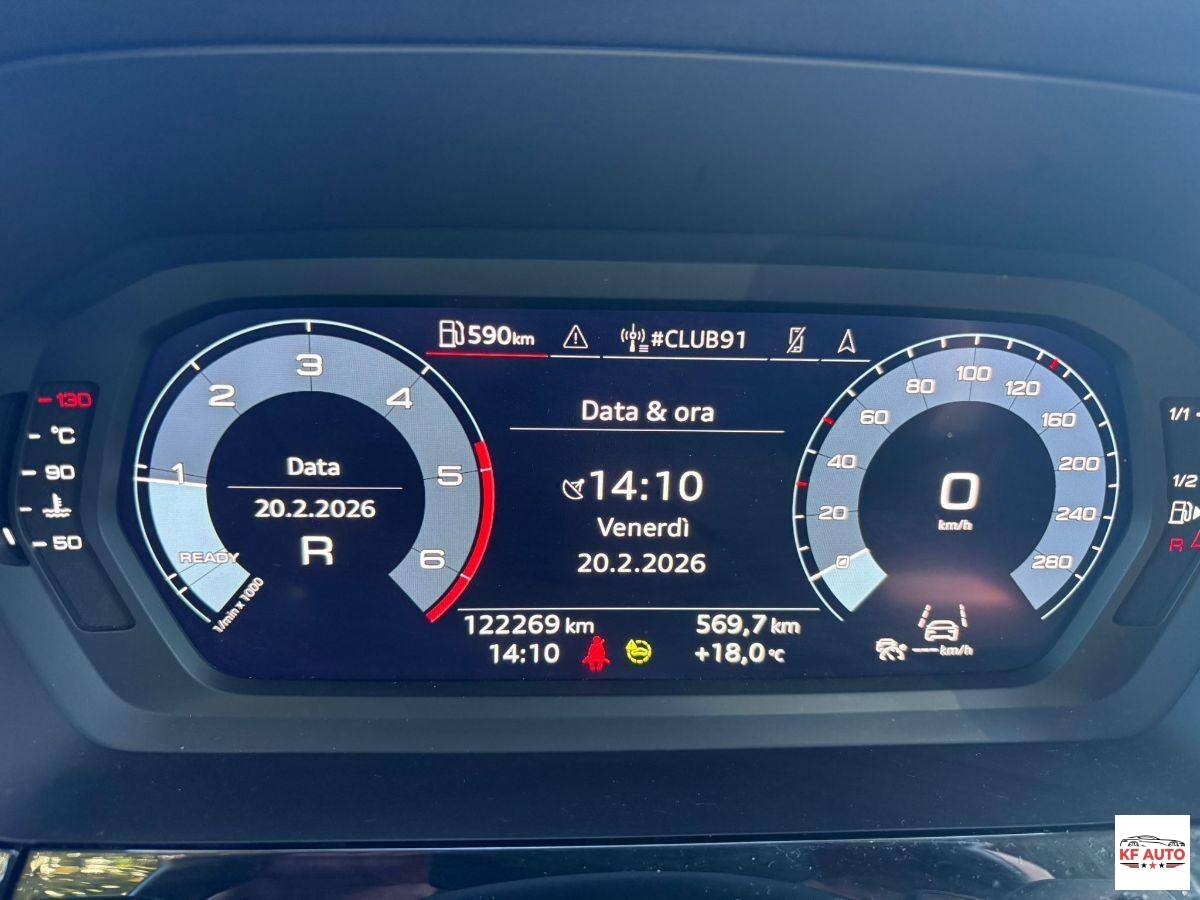 590km
#CLUB91
Data & ora
14:10
Venerdì
20.2.2026
Data
20.2.2026
R
READY
1
2
3
4
5
6
1/min x 1000
0
20
40
60
80
100
120
160
200
240
280
0
km/h
---km/h
122269 km
14:10
569,7 km
+18,0 °C
130
°C
90
50
1/1
1/2
R
KF AUTO